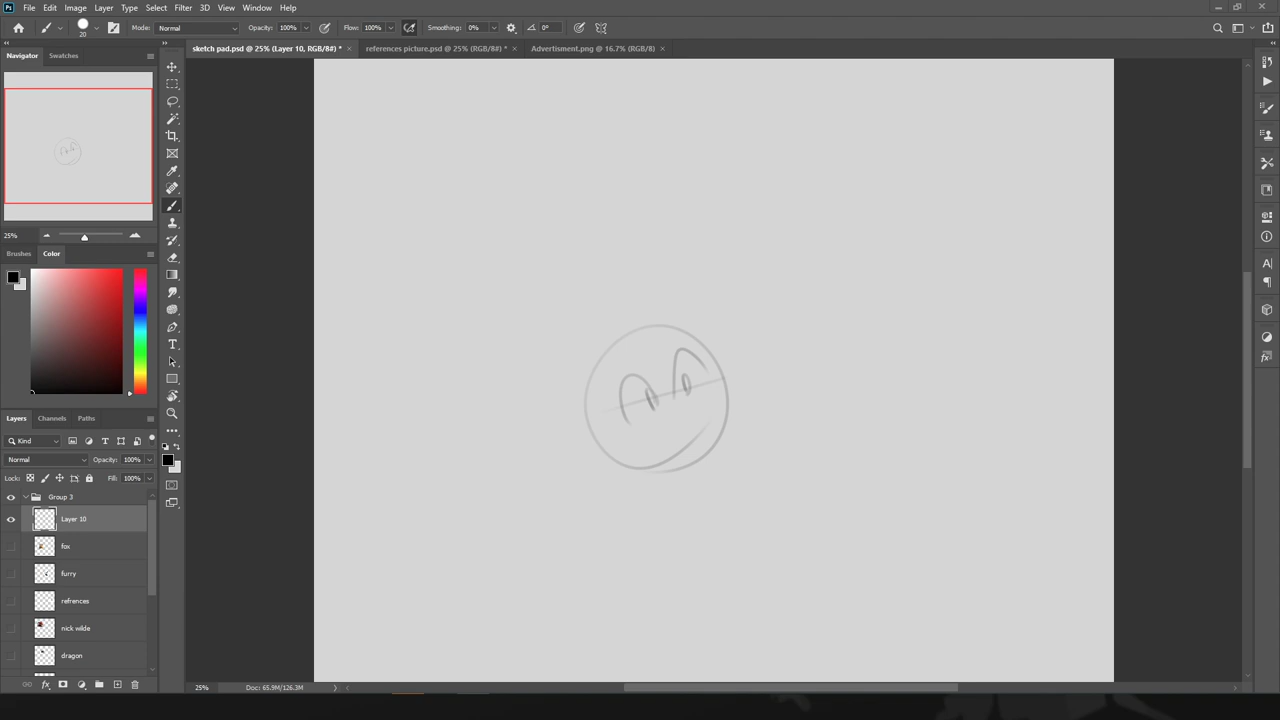 Ps File Edit Image Layer Type Select Filter 3D View Window Help
20 Mode: Normal Opacity: 100% Flow: 100% Smoothing: 0% 0°
sketch pad.psd @ 25% (Layer 10, RGB/8#) * × references picture.psd @ 25% (RGB/8#) * × Advertisment.png @ 16.7% (RGB/8) ×
Navigator Swatches
25%
Brushes Color
Layers Channels Paths
Kind
Normal Opacity: 100%
Lock: Fill: 100%
Group 3
Layer 10
fox
furry
refrences
nick wilde
dragon
25% Doc: 65.9M/126.3M